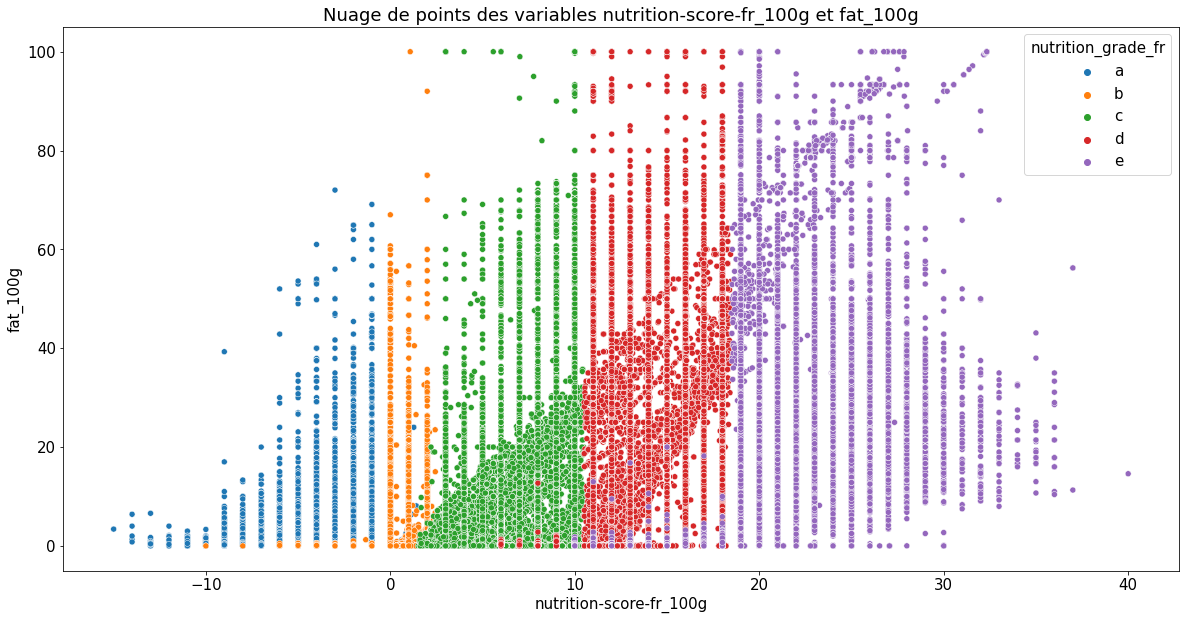 Nuage de points des variables nutrition-score-fr_100g et fat_100g
nutrition_grade_fr
a
b
c
d
e
100
80
60
40
20
0
fat_100g
−10
0
10
20
30
40
nutrition-score-fr_100g